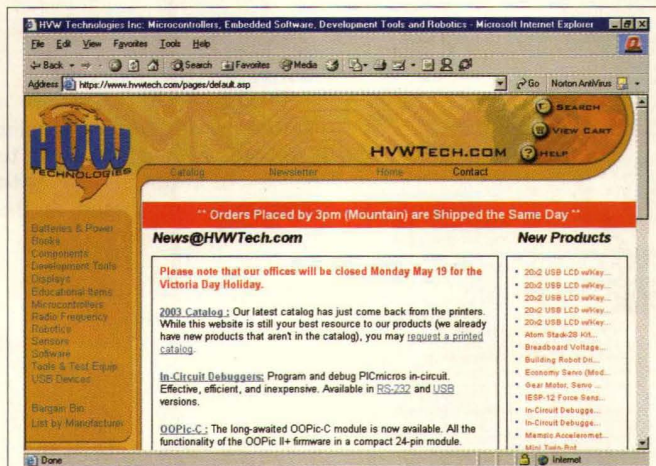 HVW Technologies Inc: Microcontrollers, Embedded Software, Development Tools and Robotics - Microsoft Internet Explorer
File Edit View Favorites Tools Help
Back Search Favorites Media
Address https://www.hvwtech.com/pages/default.asp Go Norton AntiVirus
SEARCH
VIEW CART
HELP
HVW
TECHNOLOGIES
HVWTECH.COM
Catalog Newsletter Home Contact
** Orders Placed by 3pm (Mountain) are Shipped the Same Day **
Batteries & Power
Books
Components
Development Tools
Displays
Educational Items
Microcontrollers
Radio Frequency
Robotics
Sensors
Software
Tools & Test Equip
USB Devices
Bargain Bin
List by Manufacturer
News@HVWTech.com
Please note that our offices will be closed Monday May 19 for the
Victoria Day Holiday.
2003 Catalog : Our latest catalog has just come back from the printers.
While this website is still your best resource to our products (we already
have new products that aren't in the catalog), you may request a printed
catalog.
In-Circuit Debuggers: Program and debug PICmicros in-circuit.
Effective, efficient, and inexpensive. Available in RS-232 and USB
versions.
OOPic-C : The long-awaited OOPic-C module is now available. All the
functionality of the OOPic II+ firmware in a compact 24-pin module.
New Products
20x2 USB LCD w/Key...
20x2 USB LCD w/Key...
20x2 USB LCD w/Key...
20x2 USB LCD w/Key...
Atom Stack-28 Kit...
Breadboard Voltage...
Building Robot Dri...
Economy Servo (Mod...
Gear Motor, Servo ...
IESP-12 Force Sens...
In-Circuit Debugge...
In-Circuit Debugge...
Memsic Acceleromet...
Mini Twin Bot
Done Internet